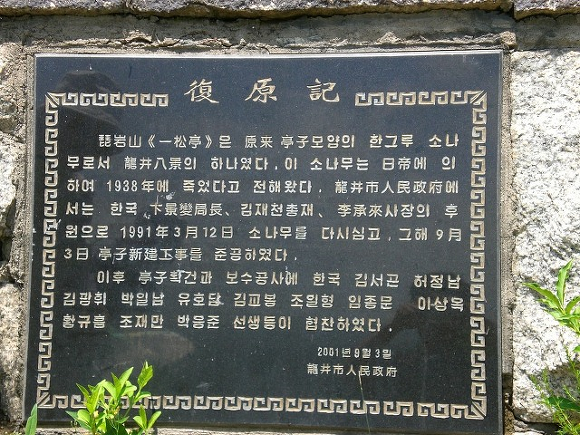 復原記
琵岩山《一松亭》은 原來 亭子모양의 한그루 소나
무로서 龍井八景의 하나였다. 이 소나무는 日帝에 의
하여 1938年에 죽었다고 전해왔다. 龍井市人民政府에
서는 한국 卞景變局長、김재천총재、李承來사장의 후
원으로 1991年3月12日 소나무를 다시심고, 그해 9月
3日 亭子新建工事를 준공하였다.
이후 亭子확건과 보수공사에 한국 김서곤 허정남
김광휘 박일남 유호담 김교봉 조원형 임종문 이상옥
황규흘 조재만 박응준 선생등이 협찬하였다.
2001년9월3일
龍井市人民政府